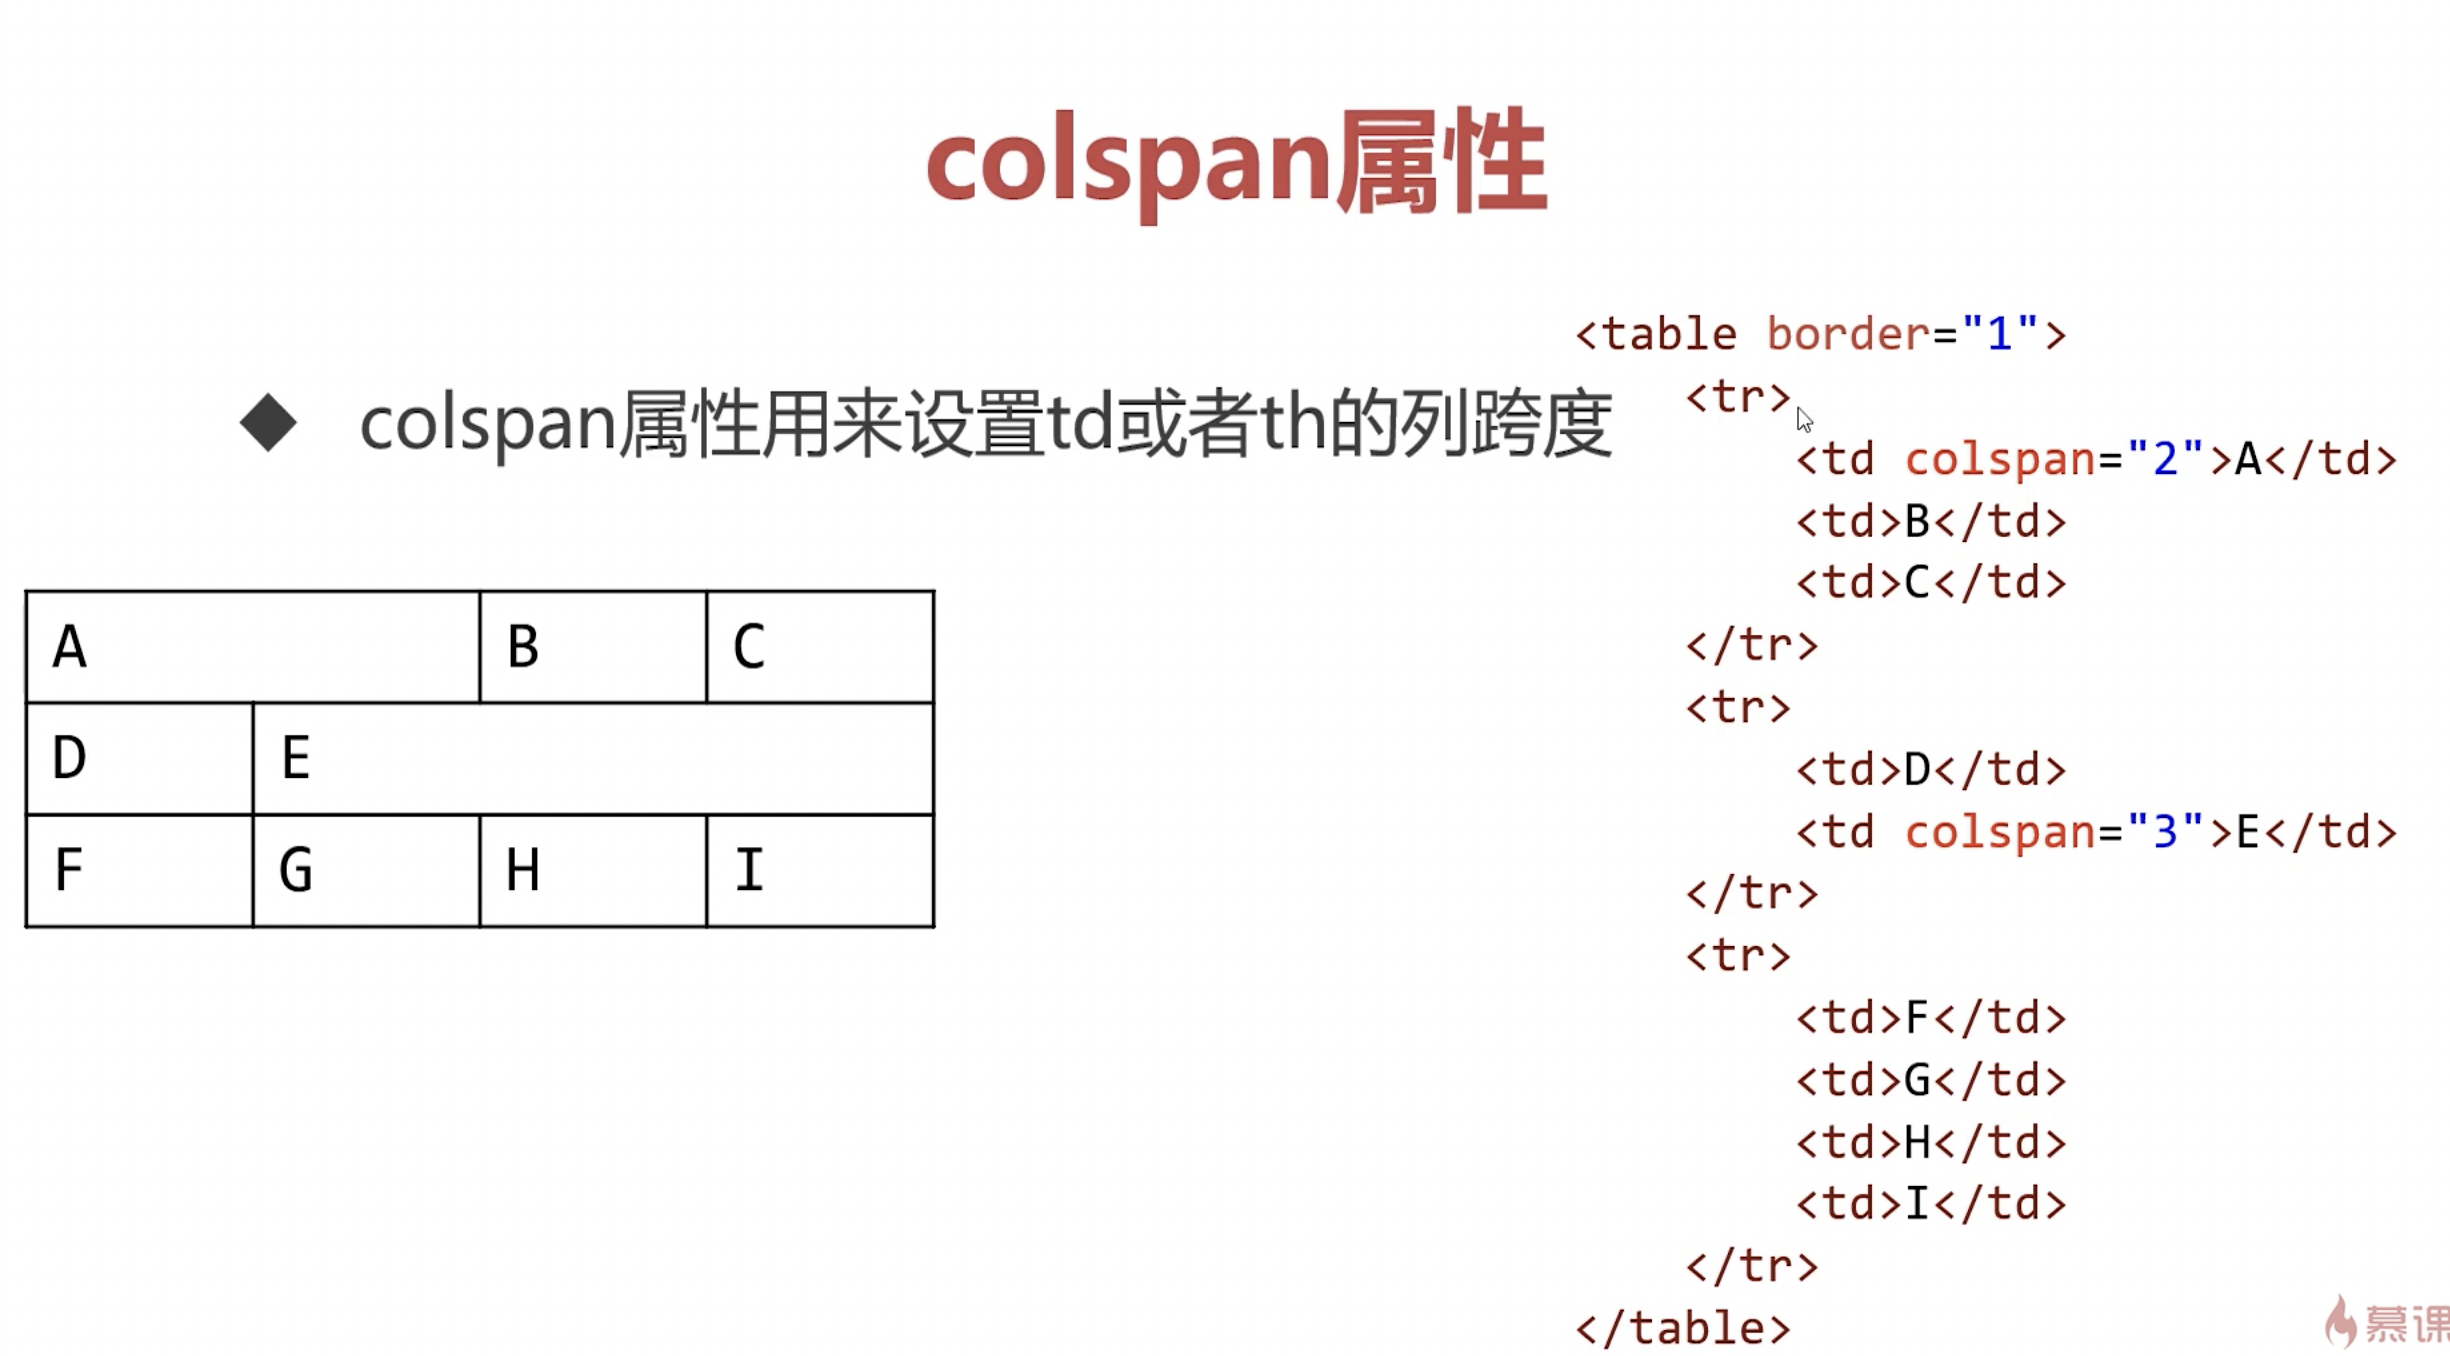 colspan属性
◆ colspan属性用来设置td或者th的列跨度
A B C
D E
F G H I
<table border="1">
<tr>
<td colspan="2">A</td>
<td>B</td>
<td>C</td>
</tr>
<tr>
<td>D</td>
<td colspan="3">E</td>
</tr>
<tr>
<td>F</td>
<td>G</td>
<td>H</td>
<td>I</td>
</tr>
</table>
慕课